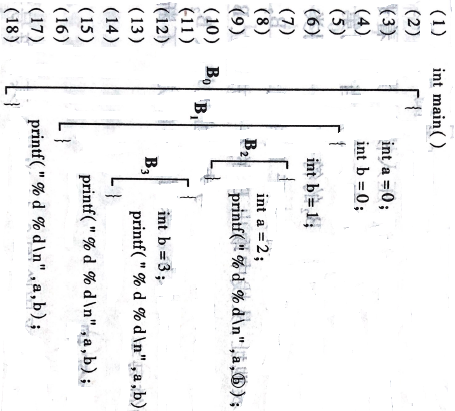 (1) int main()
(2) {
(3) int a=0;
(4) int b=0;
(5) {
(6) int b=1;
(7) {
(8) int a=2;
B₂
(9) printf("%d %d\n",a,b);
(10) }
B₀
B₁
(11) {
(12) int b=3;
B₃
(13) printf("%d %d\n",a,b)
(14) }
(15) printf("%d %d\n",a,b);
(16) }
(17) printf("%d %d\n",a,b);
(18) }